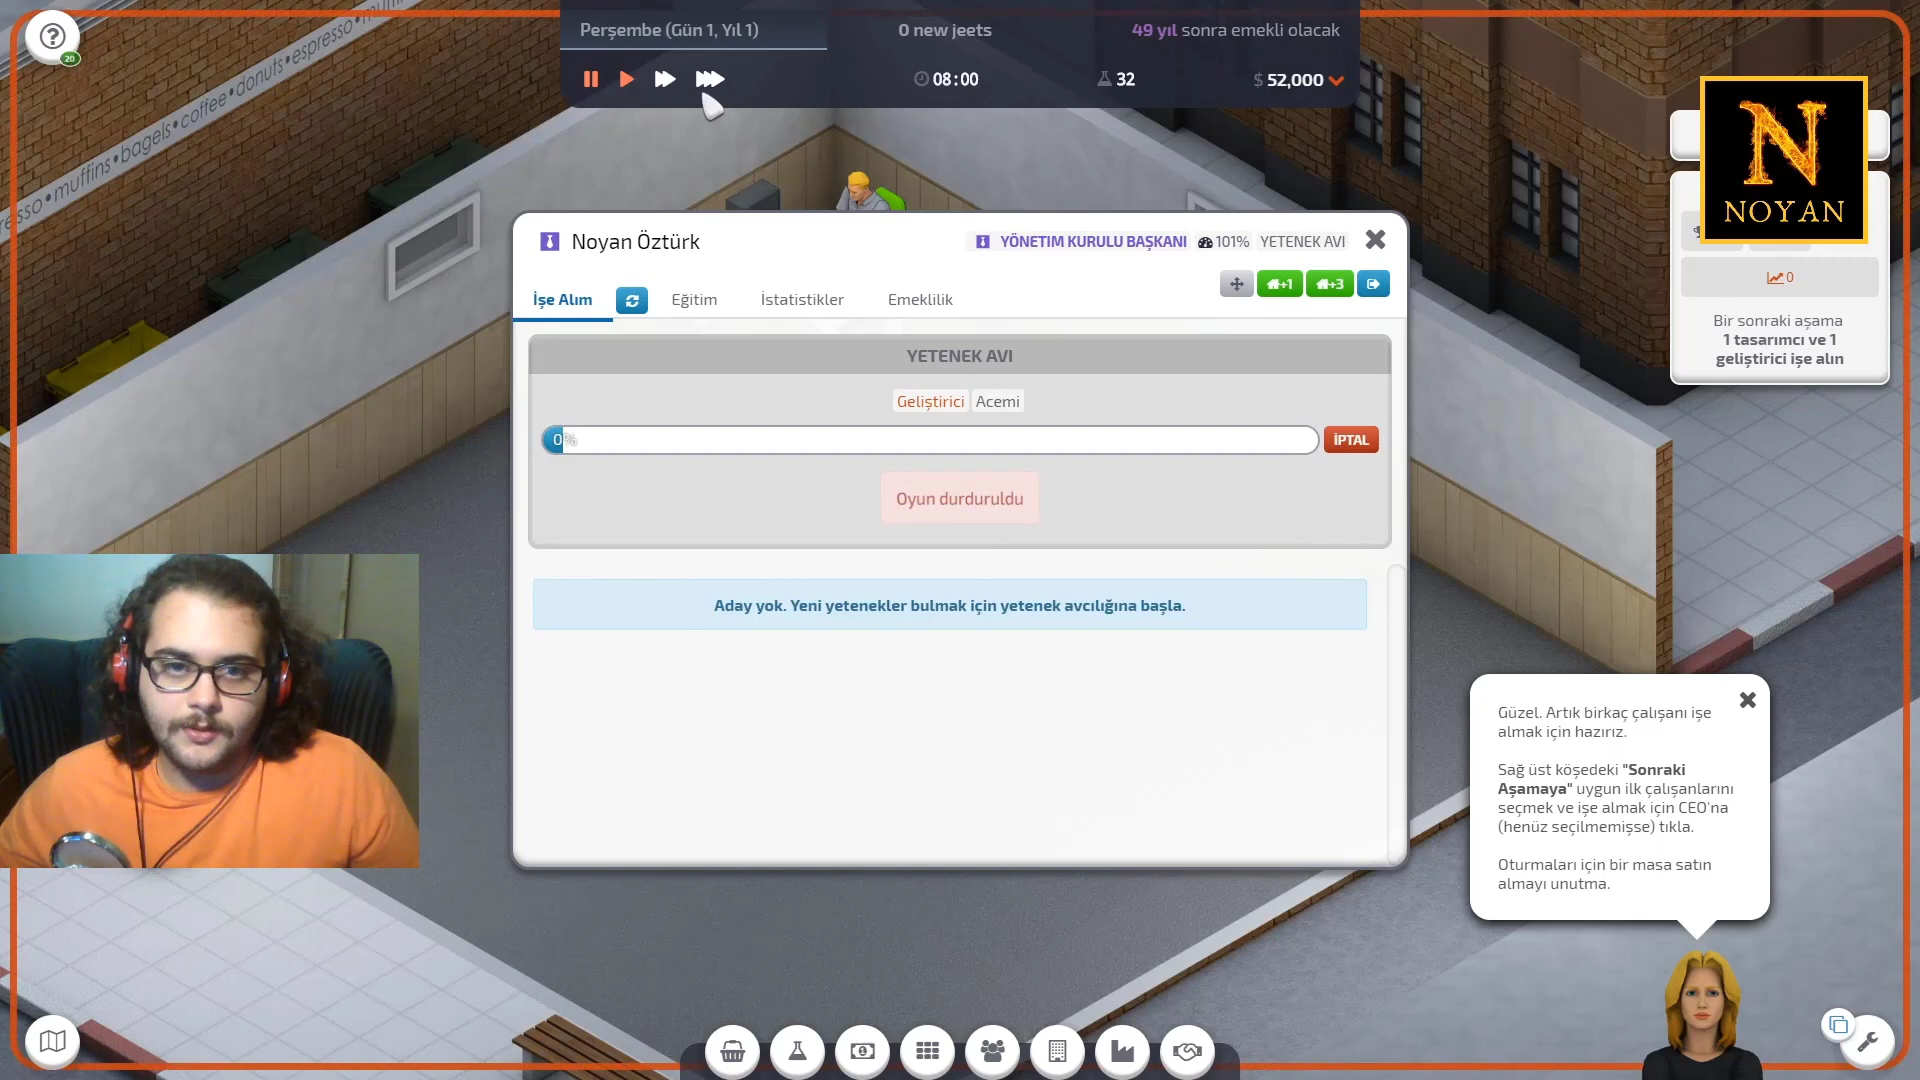 muffins•bagels•coffee•donuts•espresso•
20
Perşembe (Gün 1, Yıl 1)
0 new jeets
49 yıl sonra emekli olacak
08:00
32
$ 52,000
N
NOYAN
0
Bir sonraki aşama
1 tasarımcı ve 1
geliştirici işe alın
Noyan Öztürk
YÖNETIM KURULU BAŞKANI
101%
YETENEK AVI
İşe Alım
Eğitim
İstatistikler
Emeklilik
+1
+3
YETENEK AVI
Geliştirici Acemi
0%
İPTAL
Oyun durduruldu
Aday yok. Yeni yetenekler bulmak için yetenek avcılığına başla.
Güzel. Artık birkaç çalışanı işe
almak için hazırız.
Sağ üst köşedeki "Sonraki
Aşamaya" uygun ilk çalışanlarını
seçmek ve işe almak için CEO'na
(henüz seçilmemişse) tıkla.
Oturmaları için bir masa satın
almayı unutma.